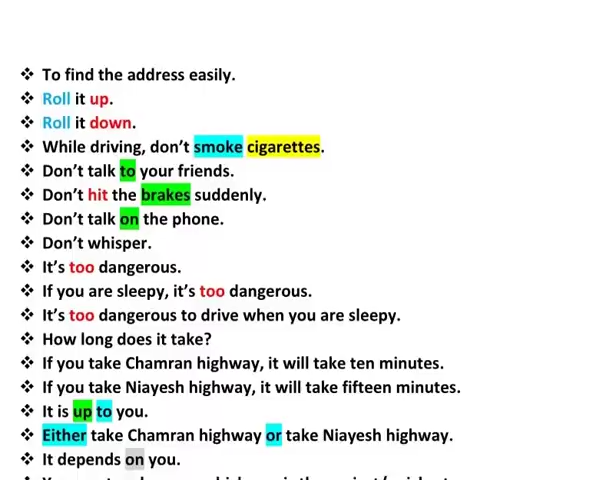 ❖ To find the address easily.
❖ Roll it up.
❖ Roll it down.
❖ While driving, don’t smoke cigarettes.
❖ Don’t talk to your friends.
❖ Don’t hit the brakes suddenly.
❖ Don’t talk on the phone.
❖ Don’t whisper.
❖ It’s too dangerous.
❖ If you are sleepy, it’s too dangerous.
❖ It’s too dangerous to drive when you are sleepy.
❖ How long does it take?
❖ If you take Chamran highway, it will take ten minutes.
❖ If you take Niayesh highway, it will take fifteen minutes.
❖ It is up to you.
❖ Either take Chamran highway or take Niayesh highway.
❖ It depends on you.